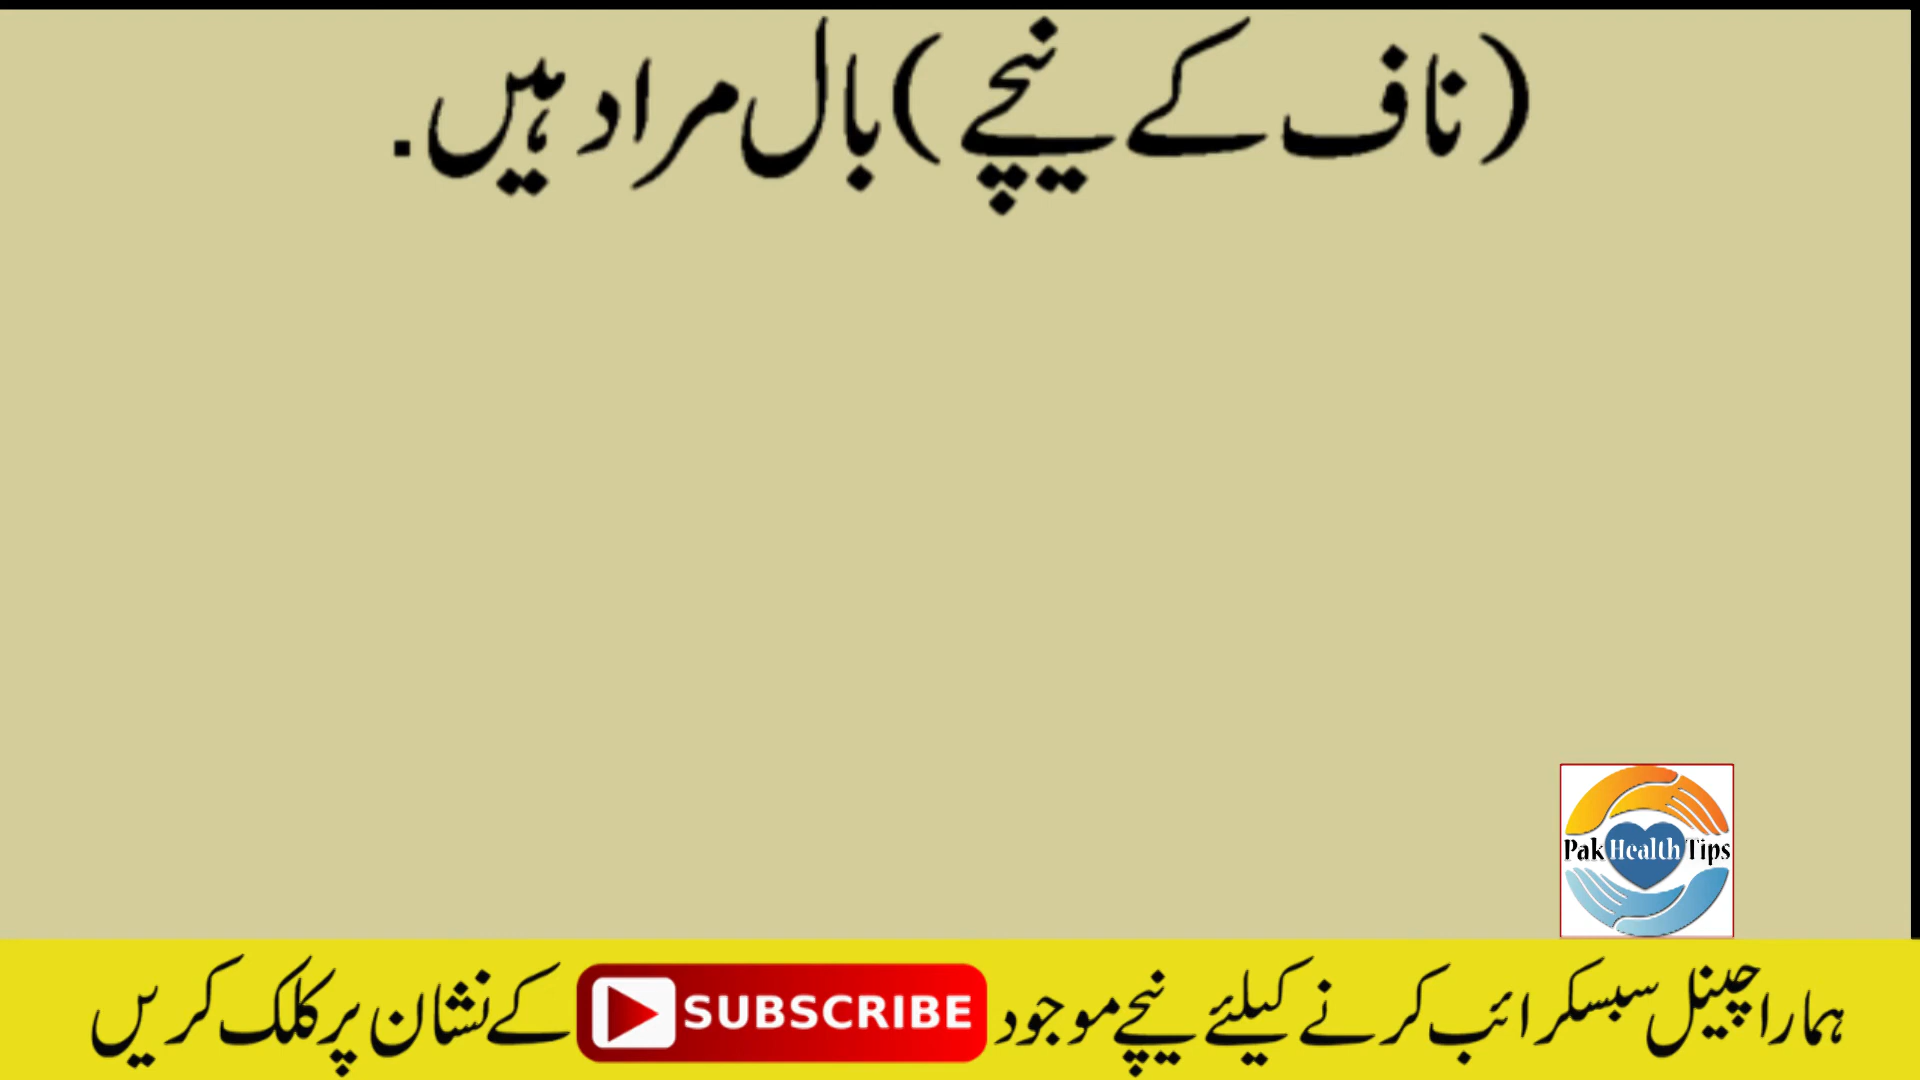 (ناف کے نیچے) بال مراد ہیں.
Pak Health Tips
ہمارا چینل سبسکرائب کرنے کیلئے نیچے موجود SUBSCRIBE کے نشان پر کلک کریں